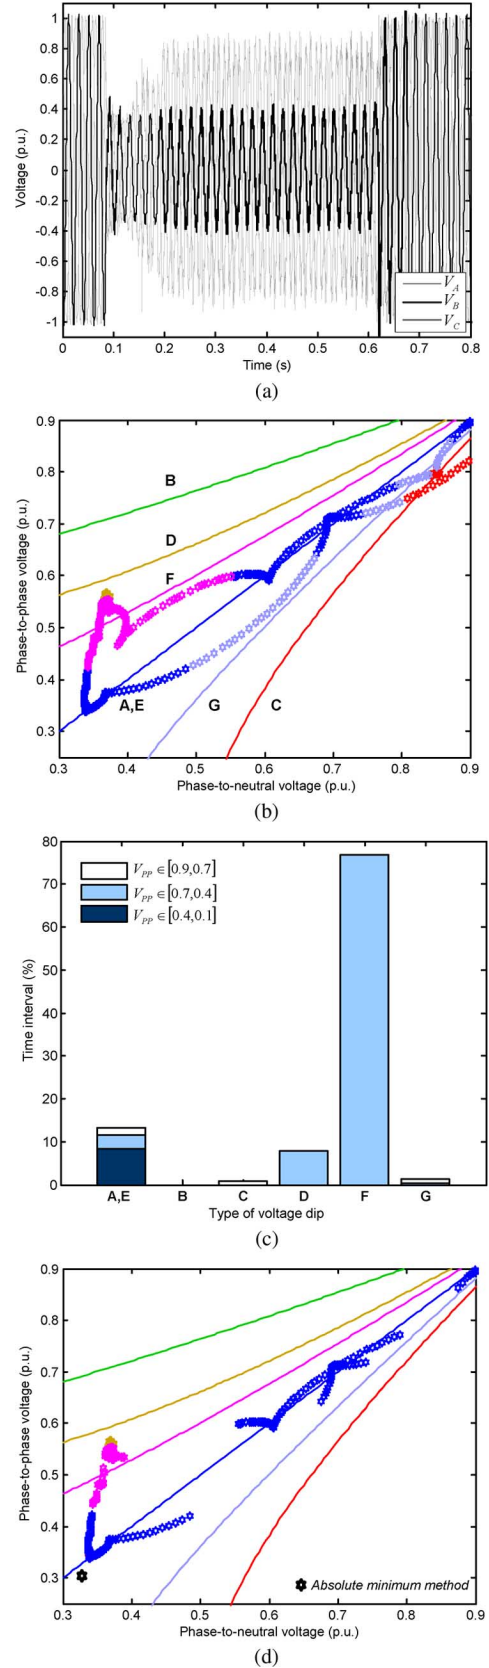 1
0.8
0.6
0.4
0.2
0
-0.2
-0.4
-0.6
-0.8
-1
Voltage (p.u.)
V_A
V_B
V_C
0 0.1 0.2 0.3 0.4 0.5 0.6 0.7 0.8
Time (s)
(a)
0.9
0.8
0.7
0.6
0.5
0.4
0.3
Phase-to-phase voltage (p.u.)
B
D
F
A,E
G
C
0.3 0.4 0.5 0.6 0.7 0.8 0.9
Phase-to-neutral voltage (p.u.)
(b)
80
70
60
50
40
30
20
10
0
Time interval (%)
V_PP ∈ [0.9,0.7]
V_PP ∈ [0.7,0.4]
V_PP ∈ [0.4,0.1]
A,E B C D F G
Type of voltage dip
(c)
0.9
0.8
0.7
0.6
0.5
0.4
0.3
Phase-to-phase voltage (p.u.)
Absolute minimum method
0.3 0.4 0.5 0.6 0.7 0.8 0.9
Phase-to-neutral voltage (p.u.)
(d)